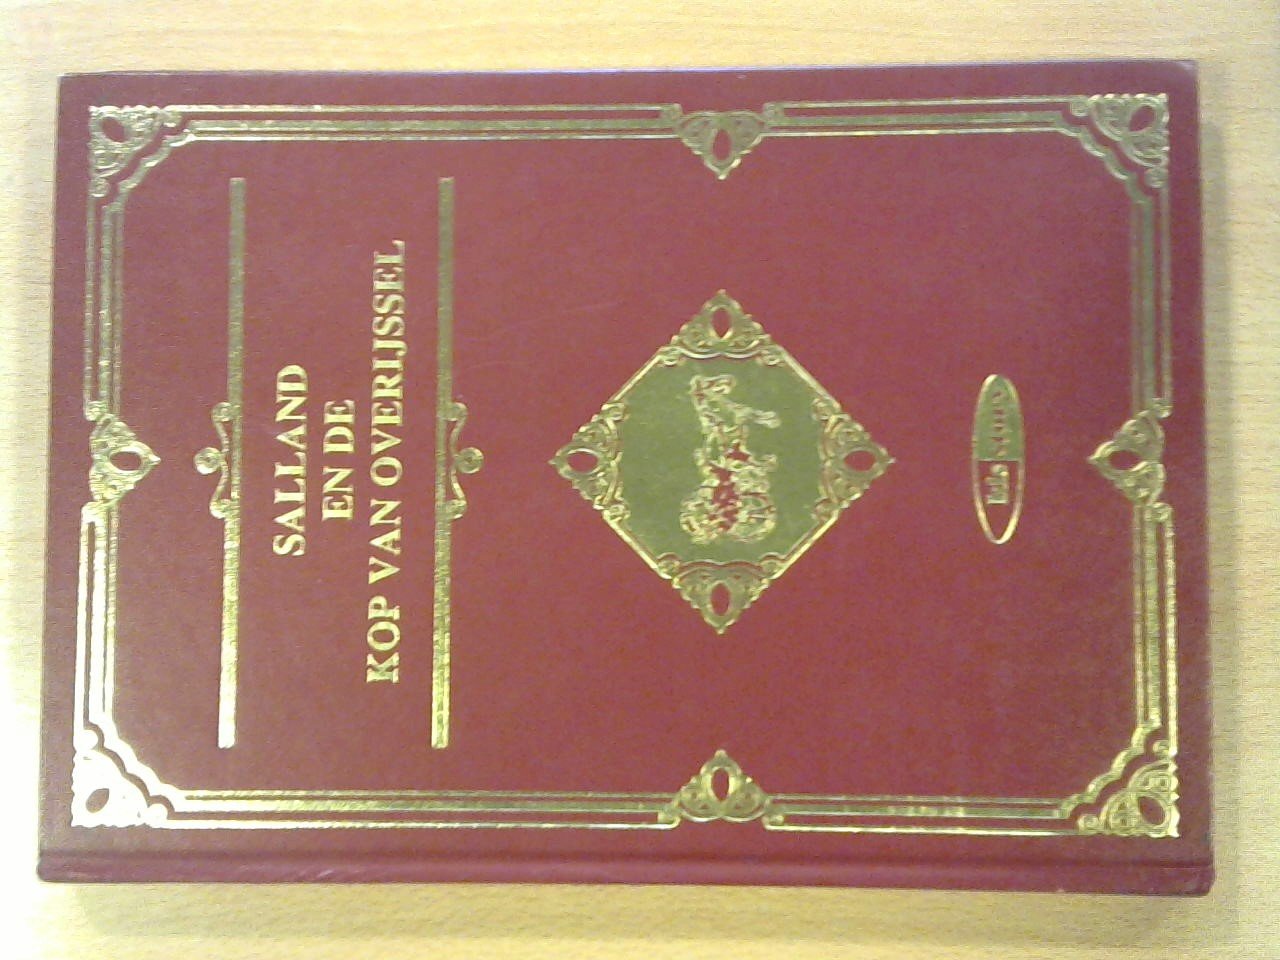 SALLAND
EN DE
KOP VAN OVERIJSSEL